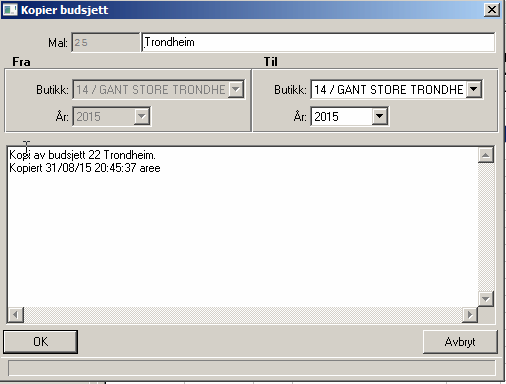 Kopier budsjett
Mal: 25 Trondheim
Fra Til
Butikk: 14 / GANT STORE TRONDHE Butikk: 14 / GANT STORE TRONDHE
År: 2015 År: 2015
Kopi av budsjett 22 Trondheim.
Kopiert 31/08/15 20:45:37 aree
OK Avbryt